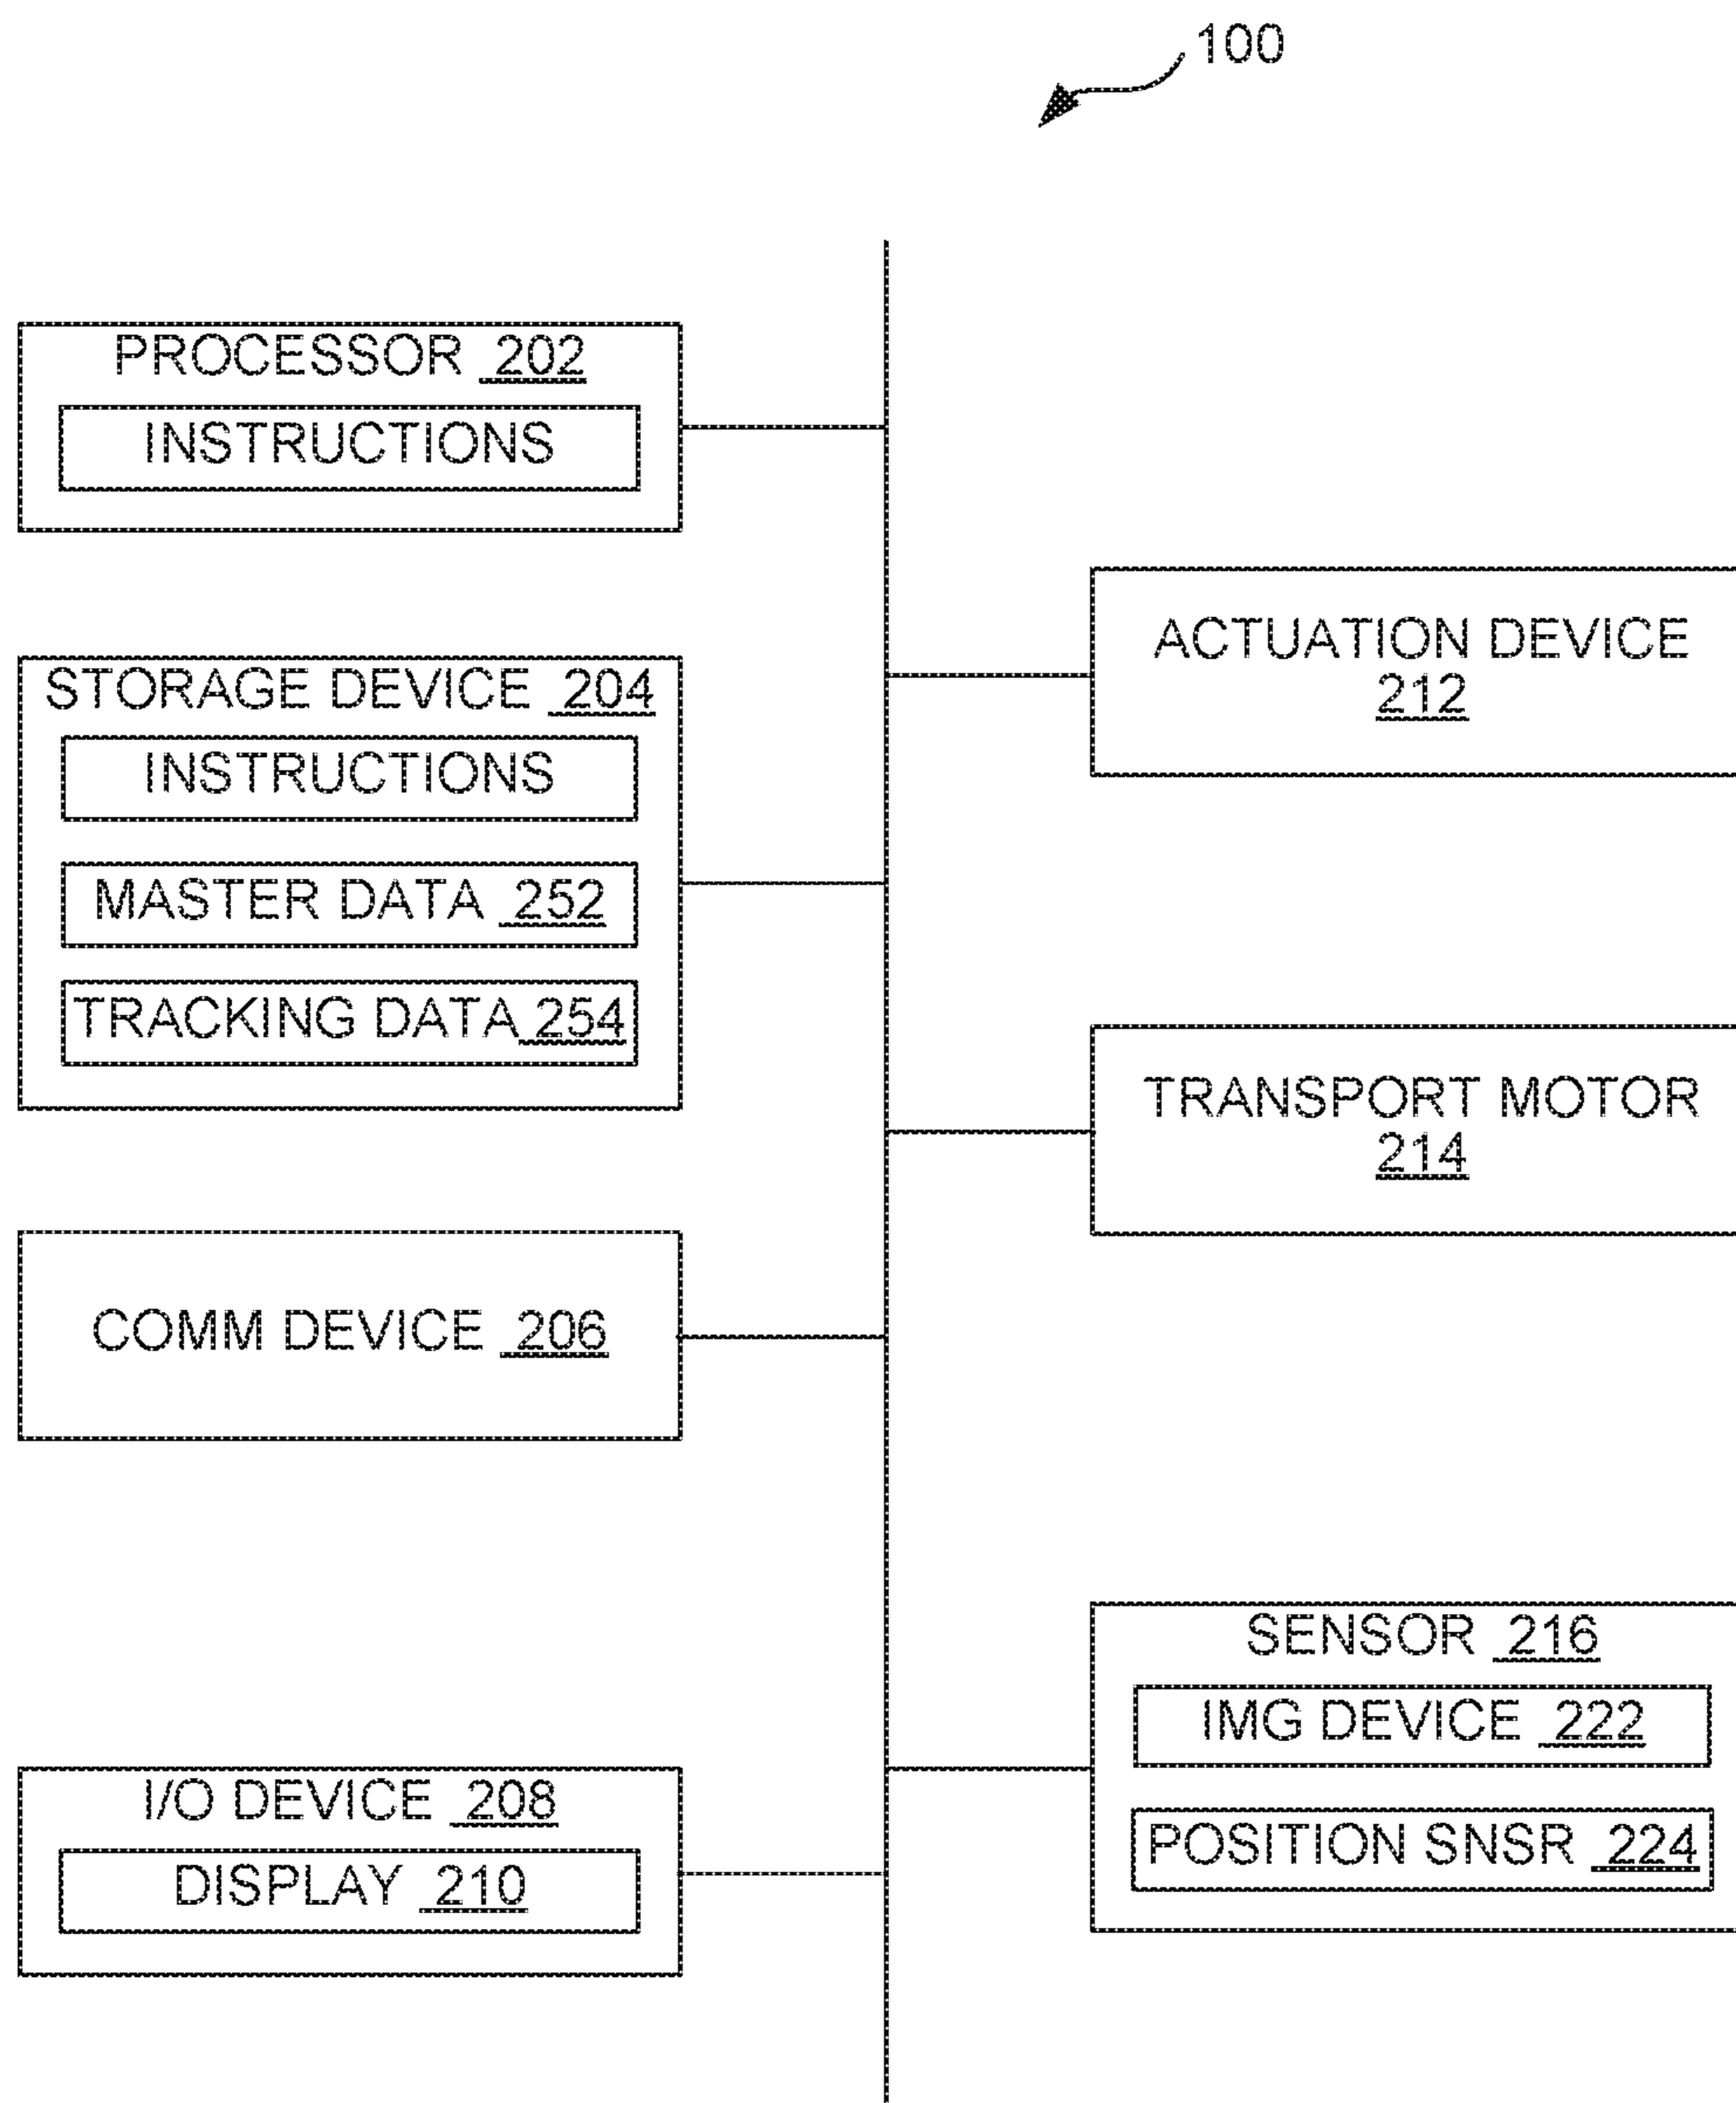 100
PROCESSOR 202
INSTRUCTIONS
STORAGE DEVICE 204
INSTRUCTIONS
MASTER DATA 252
TRACKING DATA 254
COMM DEVICE 206
I/O DEVICE 208
DISPLAY 210
ACTUATION DEVICE
212
TRANSPORT MOTOR
214
SENSOR 216
IMG DEVICE 222
POSITION SNSR 224